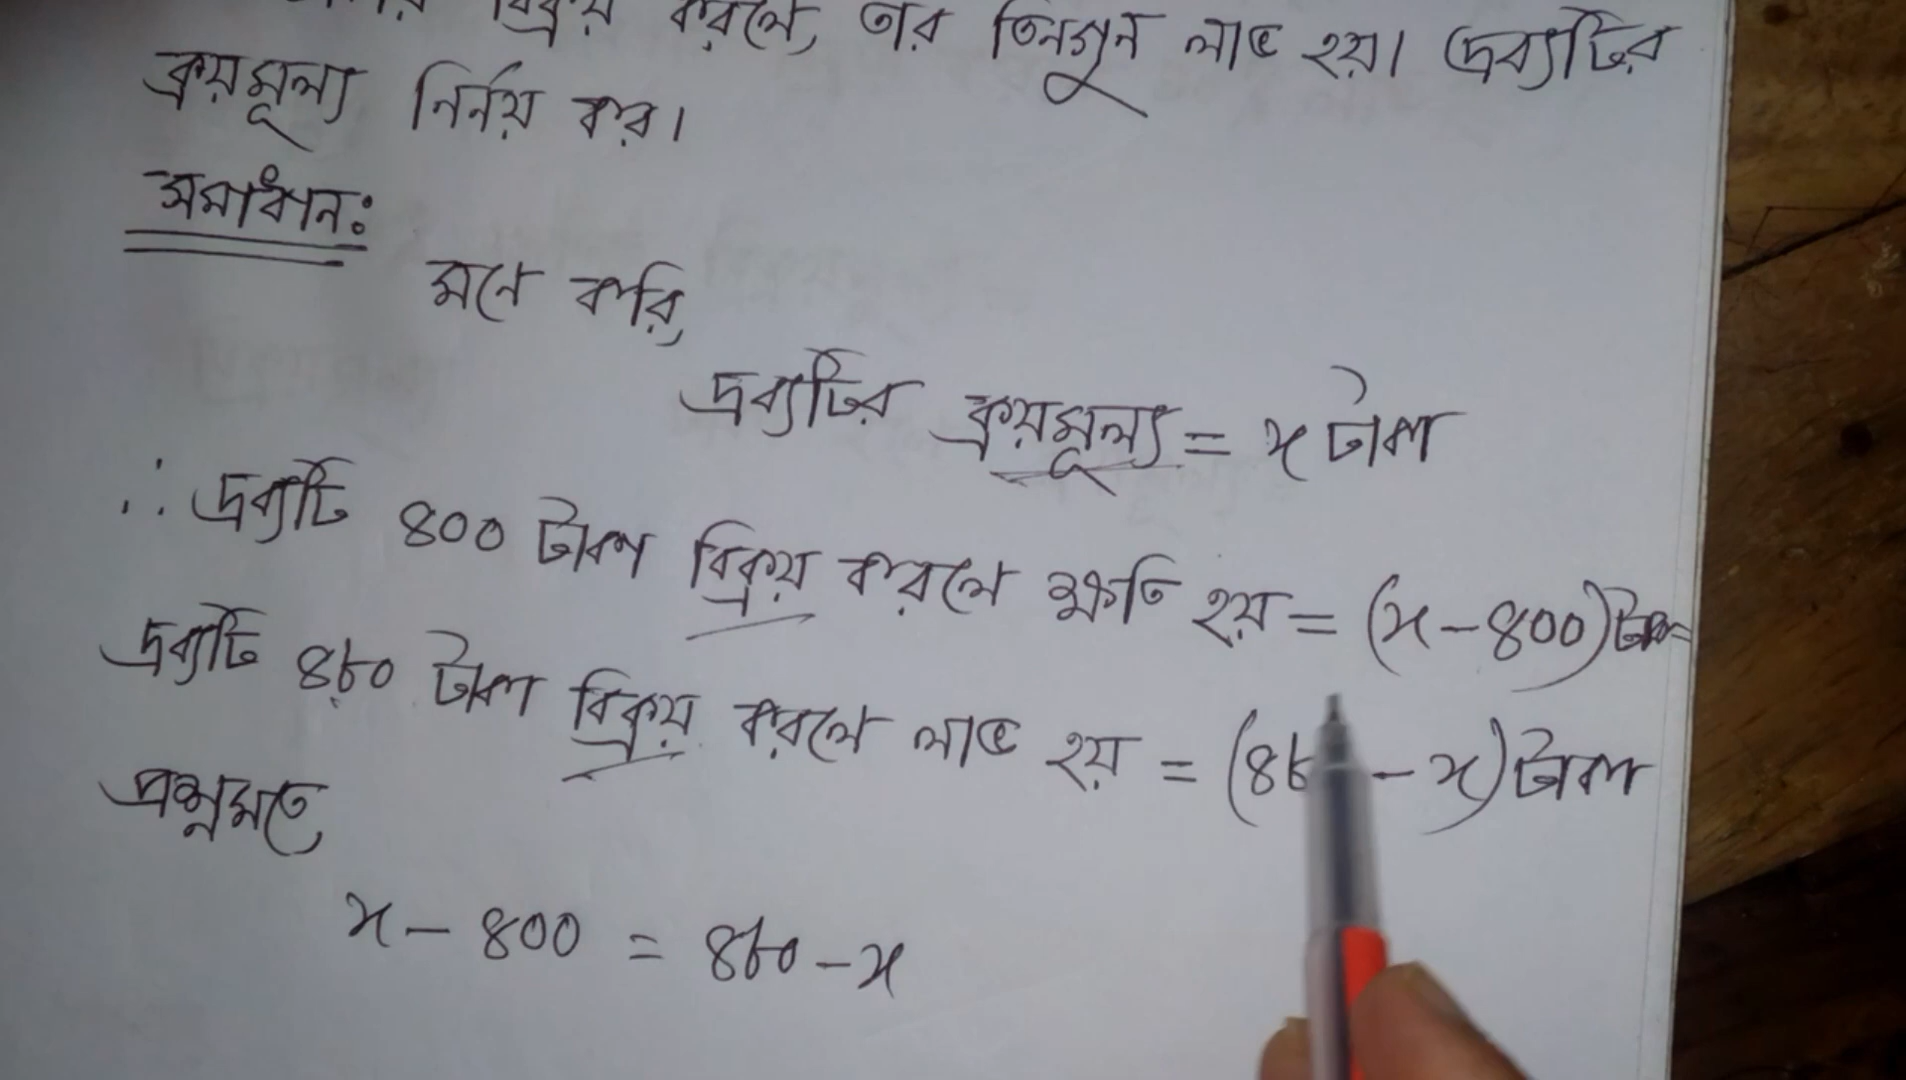 বিক্রয় করলে, তার তিনগুন লাভ হয়। দ্রব্যটির
ক্রয়মূল্য নির্নয় কর।
সমাধানঃ
মনে করি,
দ্রব্যটির ক্রয়মূল্য = x টাকা
∴ দ্রব্যটি ৪০০ টাকা বিক্রয় করলে ক্ষতি হয় = (x - ৪০০) টাকা
দ্রব্যটি ৪৮০ টাকা বিক্রয় করলে লাভ হয় = (৪৮ - x) টাকা
প্রশ্নমতে,
x - ৪০০ = ৪৮০ - x